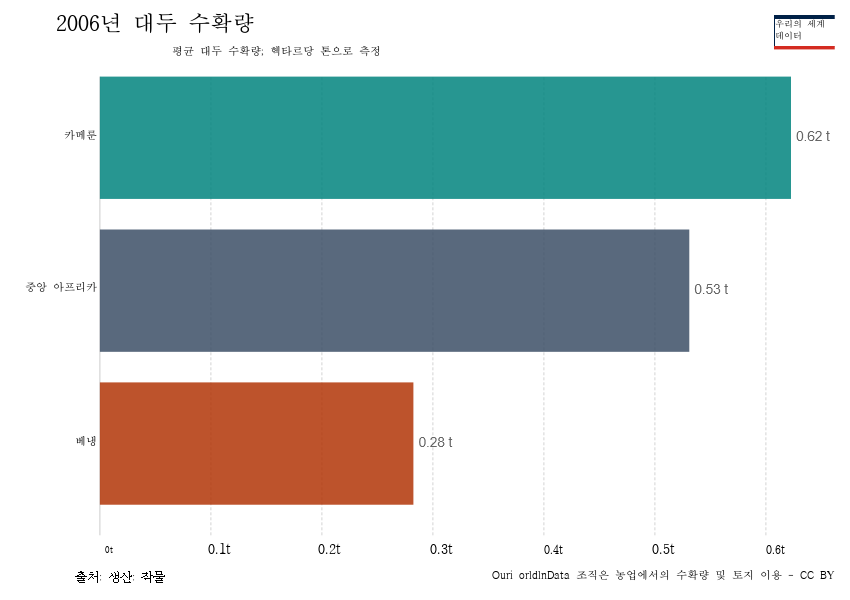 2006년 대두 수확량
평균 대두 수확량; 헥타르당 톤으로 측정
우리의 세계
데이터
카메룬
0.62 t
중앙 아프리카
0.53 t
베냉
0.28 t
0t 0.1t 0.2t 0.3t 0.4t 0.5t 0.6t
출처: 생산: 작물
Ouri orldInData 조직은 농업에서의 수확량 및 토지 이용 - CC BY